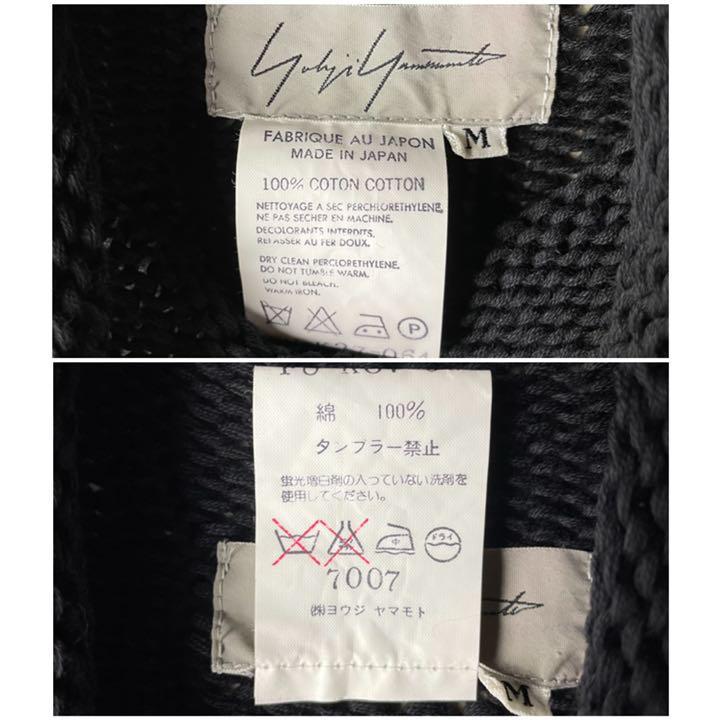 Yohji Yamamoto
M
FABRIQUE AU JAPON
MADE IN JAPAN
100% COTON COTTON
NETTOYAGE A SEC PERCHLORETHYLENE,
NE PAS SECHER EN MACHINE.
DECOLORANTS INTERDITS.
REPASSER AU FER DOUX.
DRY CLEAN PERCLORETHYLENE.
DO NOT TUMBLE WARM.
DO NOT BLEACH.
WARM IRON.
P
綿 100%
タンブラー禁止
蛍光増白剤の入っていない洗剤を
使用してください。
中 ドライ
7007
㈱ヨウジ ヤマモト
M